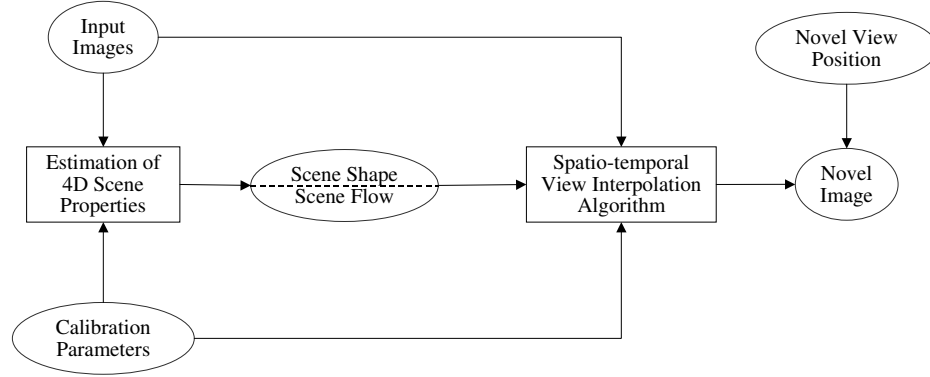 Input
Images
Novel View
Position
Estimation of
4D Scene
Properties
Scene Shape
Scene Flow
Spatio-temporal
View Interpolation
Algorithm
Novel
Image
Calibration
Parameters